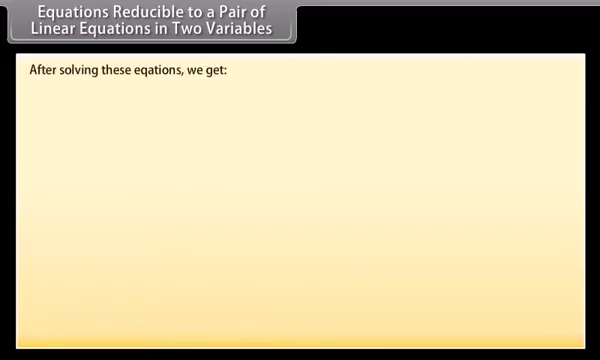 Equations Reducible to a Pair of
Linear Equations in Two Variables
After solving these eqations, we get: